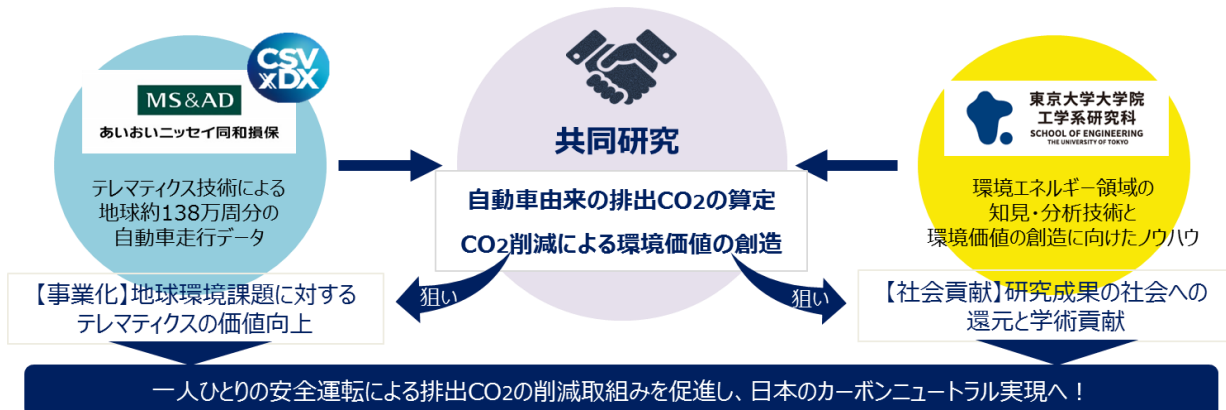 CSV
×DX
MS&AD
あいおいニッセイ同和損保
テレマティクス技術による
地球約138万周分の
自動車走行データ
【事業化】地球環境課題に対する
テレマティクスの価値向上
共同研究
自動車由来の排出CO2の算定
CO2削減による環境価値の創造
狙い
狙い
東京大学大学院
工学系研究科
SCHOOL OF ENGINEERING
THE UNIVERSITY OF TOKYO
環境エネルギー領域の
知見・分析技術と
環境価値の創造に向けたノウハウ
【社会貢献】研究成果の社会への
還元と学術貢献
一人ひとりの安全運転による排出CO2の削減取組みを促進し、日本のカーボンニュートラル実現へ！